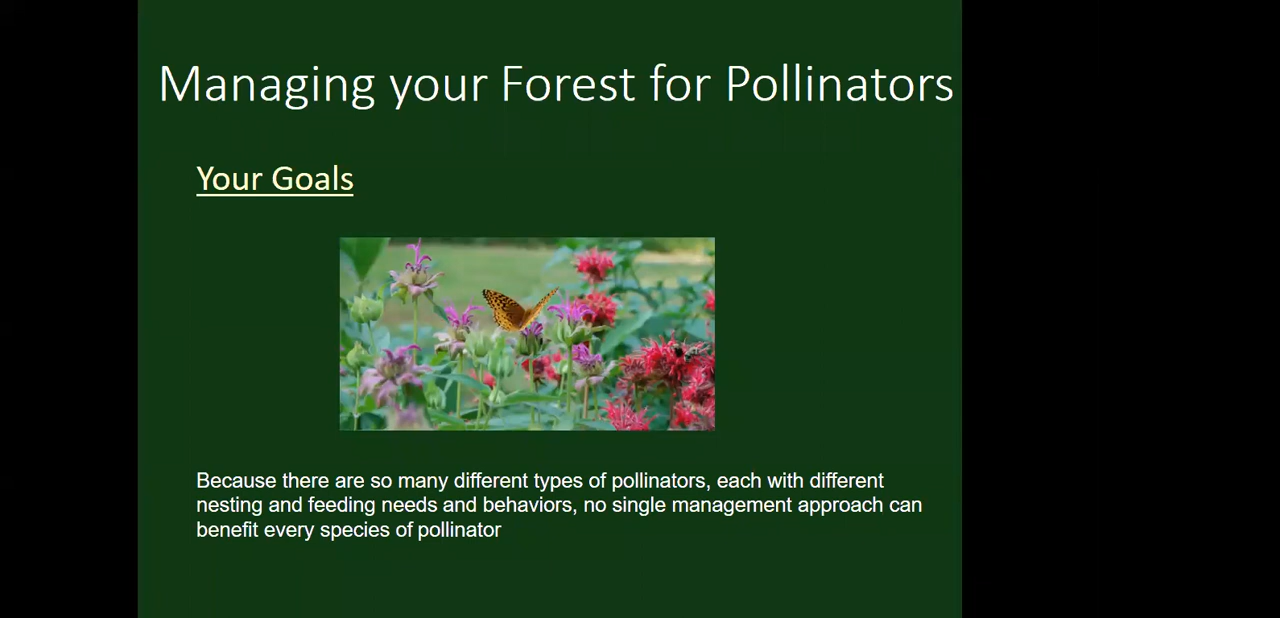 Managing your Forest for Pollinators
Your Goals
Because there are so many different types of pollinators, each with different
nesting and feeding needs and behaviors, no single management approach can
benefit every species of pollinator